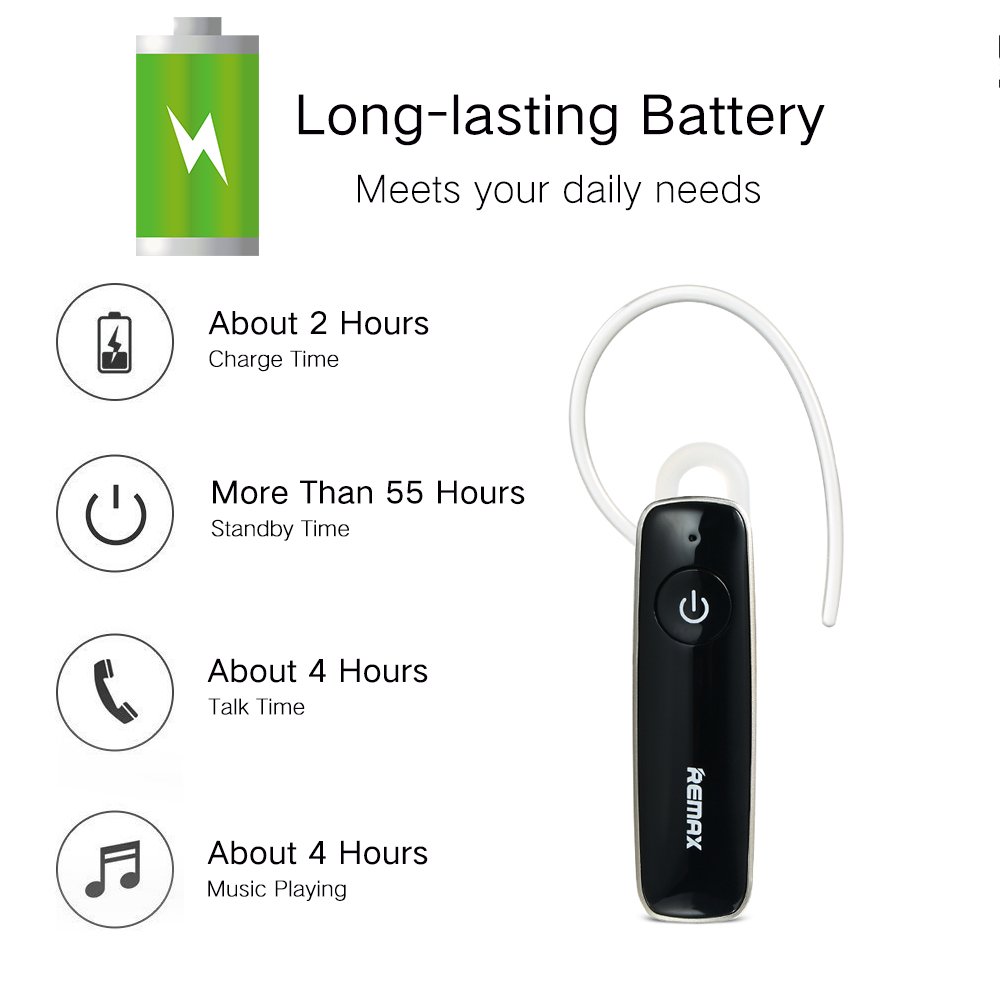 Long-lasting Battery
Meets your daily needs
About 2 Hours
Charge Time
More Than 55 Hours
Standby Time
About 4 Hours
Talk Time
About 4 Hours
Music Playing
REMAX